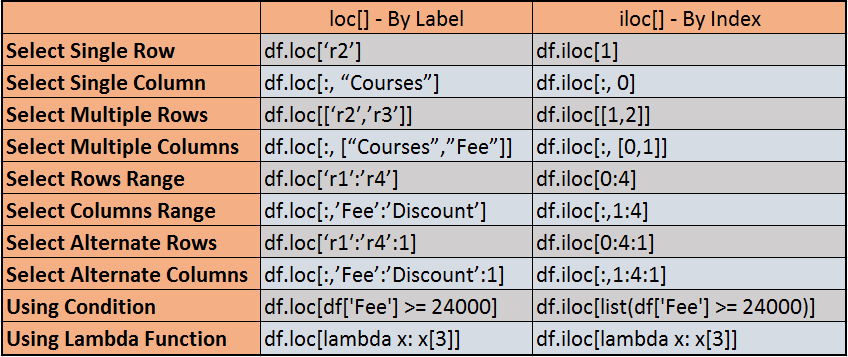 loc[] - By Label iloc[] - By Index
Select Single Row df.loc[‘r2’] df.iloc[1]
Select Single Column df.loc[:, “Courses”] df.iloc[:, 0]
Select Multiple Rows df.loc[[‘r2’,’r3’]] df.iloc[[1,2]]
Select Multiple Columns df.loc[:, [“Courses”,”Fee”]] df.iloc[:, [0,1]]
Select Rows Range df.loc[‘r1’:’r4’] df.iloc[0:4]
Select Columns Range df.loc[:,’Fee’:’Discount’] df.iloc[:,1:4]
Select Alternate Rows df.loc[‘r1’:’r4’:1] df.iloc[0:4:1]
Select Alternate Columns df.loc[:,’Fee’:’Discount’:1] df.iloc[:,1:4:1]
Using Condition df.loc[df['Fee'] >= 24000] df.iloc[list(df['Fee'] >= 24000)]
Using Lambda Function df.loc[lambda x: x[3]] df.iloc[lambda x: x[3]]